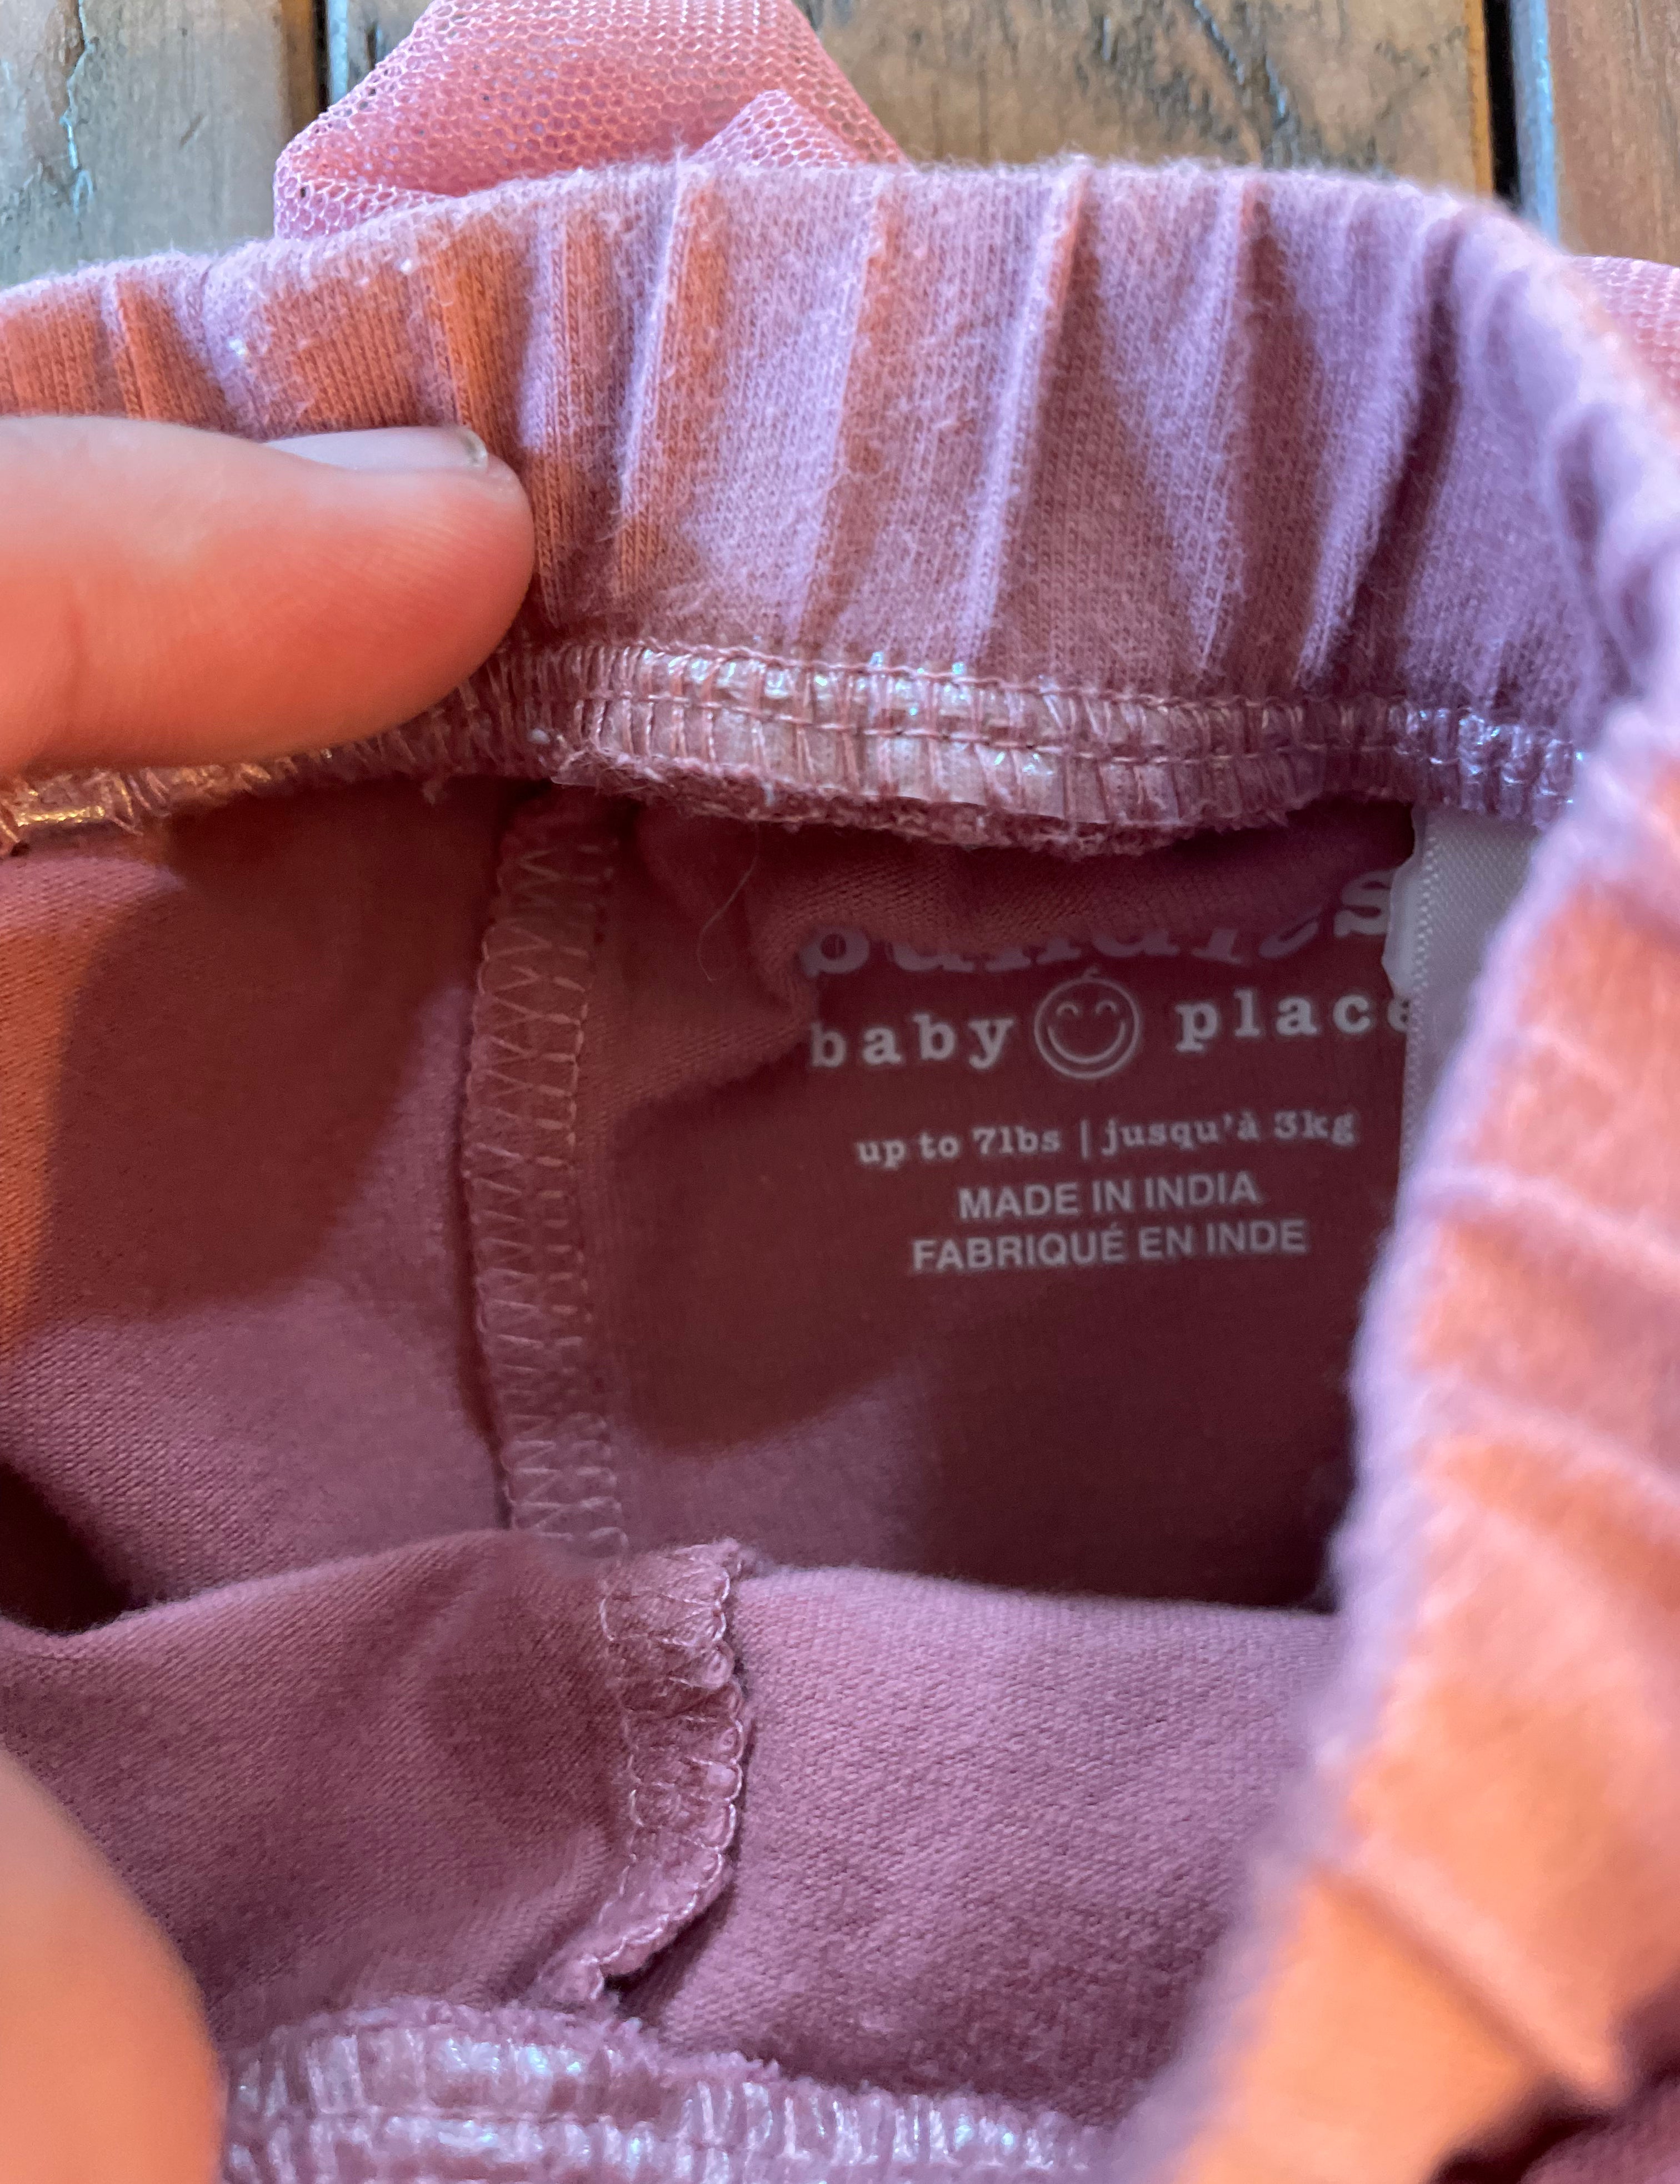 baby place
up to 7lbs | jusqu'à 3kg
MADE IN INDIA
FABRIQUÉ EN INDE